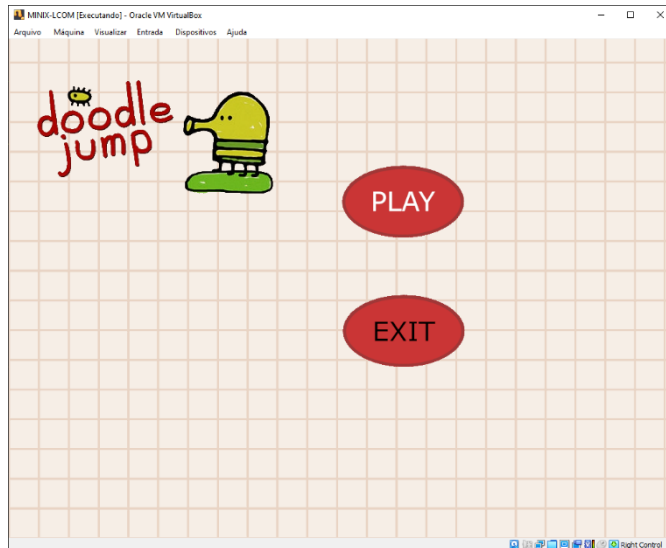 MINIX-LCOM [Executando] - Oracle VM VirtualBox
Arquivo Máquina Visualizar Entrada Dispositivos Ajuda
doodle
jump
PLAY
EXIT
Right Control